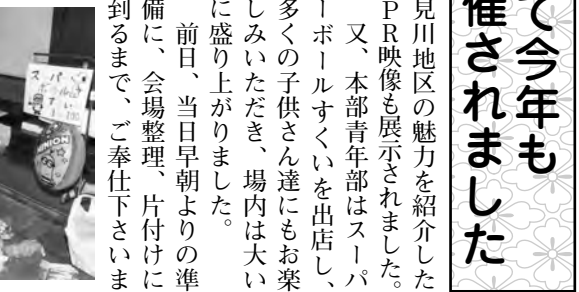 て今年も
催されました
見川地区の魅力を紹介した
PR映像も展示されました。
又、本部青年部はスーパ
ーボールすくいを出店し、
多くの子供さん達にもお楽
しみいただき、場内は大い
に盛り上がりました。
前日、当日早朝よりの準
備に、会場整理、片付けに
到るまで、ご奉仕下さいま
スーパー
ボール
すくい
UNION